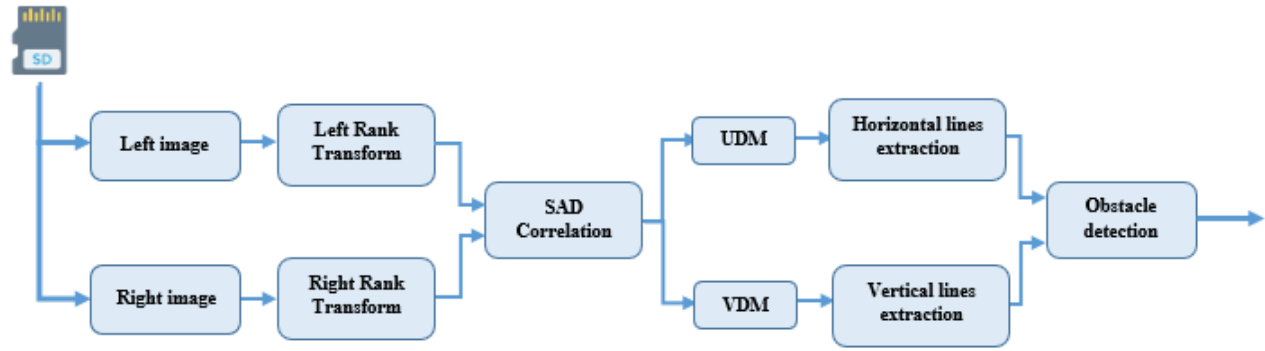 SD
Left image
Left Rank
Transform
Right image
Right Rank
Transform
SAD
Correlation
UDM
Horizontal lines
extraction
VDM
Vertical lines
extraction
Obstacle
detection